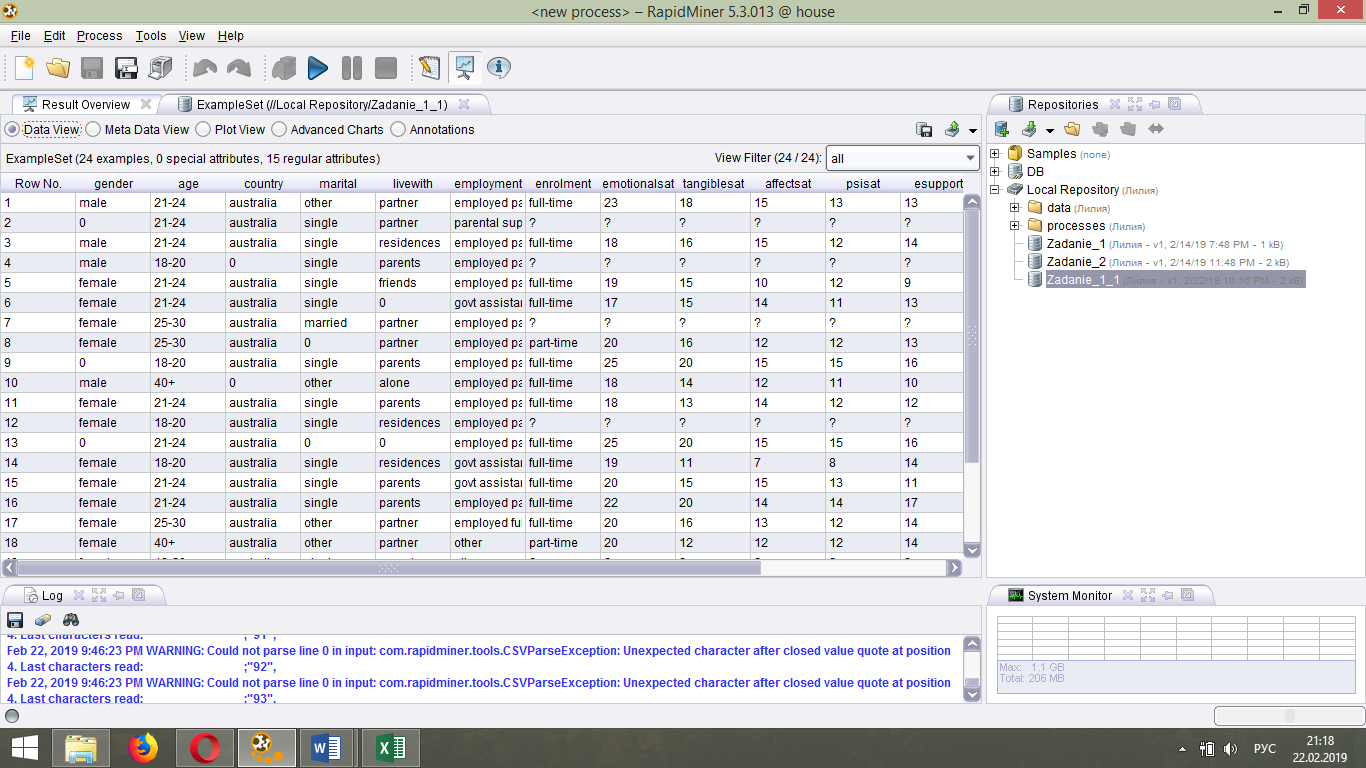 <new process> – RapidMiner 5.3.013 @ house
File Edit Process Tools View Help
Result Overview
ExampleSet (//Local Repository/Zadanie_1_1)
Data View Meta Data View Plot View Advanced Charts Annotations
ExampleSet (24 examples, 0 special attributes, 15 regular attributes)
View Filter (24 / 24): all
Row No. gender age country marital livewith employment enrolment emotionalsat tangiblesat affectsat psisat esupport
1 male 21-24 australia other partner employed pa full-time 23 18 15 13 13
2 0 21-24 australia single partner parental sup ? ? ? ? ? ?
3 male 21-24 australia single residences employed pa full-time 18 16 15 12 14
4 male 18-20 0 single parents employed pa ? ? ? ? ? ?
5 female 21-24 australia single friends employed pa full-time 19 15 10 12 9
6 female 21-24 australia single 0 govt assistan full-time 17 15 14 11 13
7 female 25-30 australia married partner employed pa ? ? ? ? ? ?
8 female 25-30 australia 0 partner employed pa part-time 20 16 12 12 13
9 0 18-20 australia single parents employed pa full-time 25 20 15 15 16
10 male 40+ 0 other alone employed pa full-time 18 14 12 11 10
11 female 21-24 australia single parents employed pa full-time 18 13 14 12 12
12 female 18-20 australia single residences employed pa ? ? ? ? ? ?
13 0 21-24 australia 0 0 employed pa full-time 25 20 15 15 16
14 female 18-20 australia single residences govt assistan full-time 19 11 7 8 14
15 female 21-24 australia single parents govt assistan full-time 20 15 15 13 11
16 female 21-24 australia single parents employed pa full-time 22 20 14 14 17
17 female 25-30 australia other partner employed ful full-time 20 16 13 12 14
18 female 40+ australia other partner other part-time 20 12 12 12 14
Repositories
Samples (none)
DB
Local Repository (Лилия)
data (Лилия)
processes (Лилия)
Zadanie_1 (Лилия – v1, 2/14/19 7:48 PM – 1 kB)
Zadanie_2 (Лилия – v1, 2/14/19 11:48 PM – 2 kB)
Zadanie_1_1 (Лилия – v1, 2/22/19 10:16 PM – 2 kB)
Log
4. Last characters read: ;"91",
Feb 22, 2019 9:46:23 PM WARNING: Could not parse line 0 in input: com.rapidminer.tools.CSVParseException: Unexpected character after closed value quote at position
4. Last characters read: ;"92",
Feb 22, 2019 9:46:23 PM WARNING: Could not parse line 0 in input: com.rapidminer.tools.CSVParseException: Unexpected character after closed value quote at position
4. Last characters read: ;"93",
System Monitor
Max: 1.1 GB
Total: 206 MB
РУС
21:18
22.02.2019